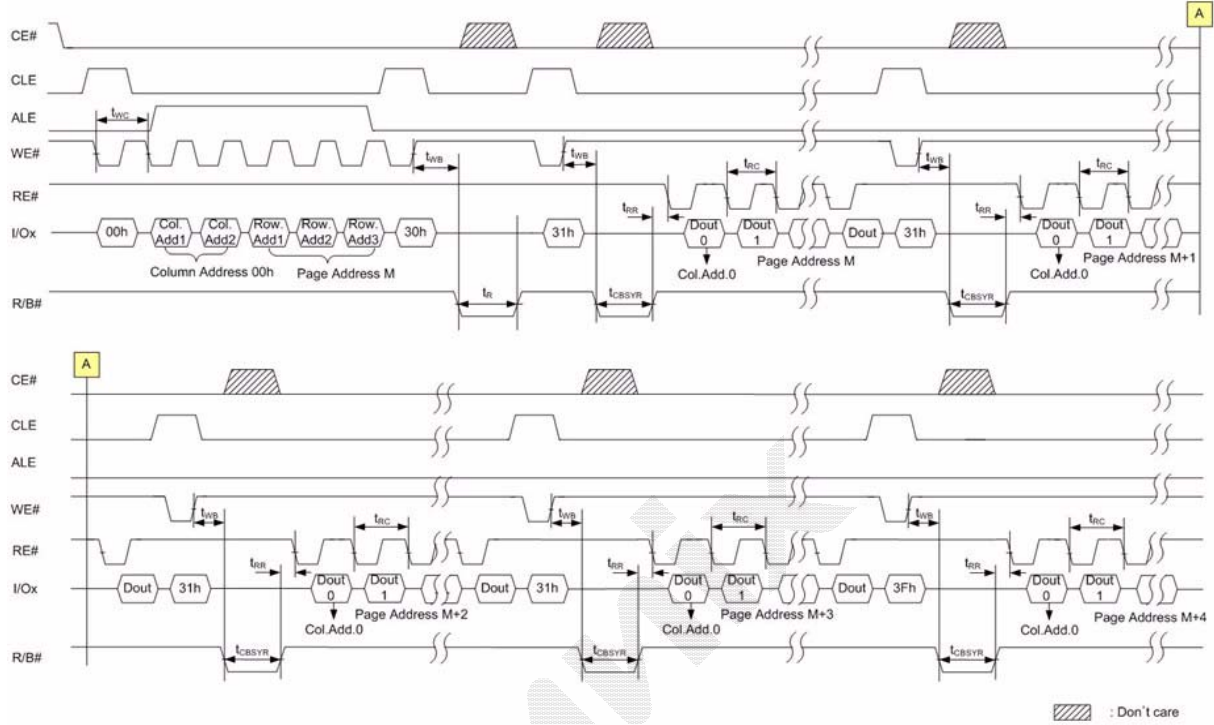 A
CE#
CLE
ALE
tWC
WE#
tWB tWB tWB
RE#
tRC tRC
tRR tRR
I/Ox 00h Col. Add1 Col. Add2 Row. Add1 Row. Add2 Row. Add3 30h 31h Dout 0 Dout 1 Dout 31h Dout 0 Dout 1
Column Address 00h Page Address M Col.Add.0 Page Address M Col.Add.0 Page Address M+1
R/B# tR tCBSYR tCBSYR
A
CE#
CLE
ALE
WE#
tWB tWB tWB
RE#
tRC tRC tRC
tRR tRR tRR
I/Ox Dout 31h Dout 0 Dout 1 Dout 31h Dout 0 Dout 1 Dout 3Fh Dout 0 Dout 1
Col.Add.0 Page Address M+2 Col.Add.0 Page Address M+3 Col.Add.0 Page Address M+4
R/B# tCBSYR tCBSYR tCBSYR
: Don´t care